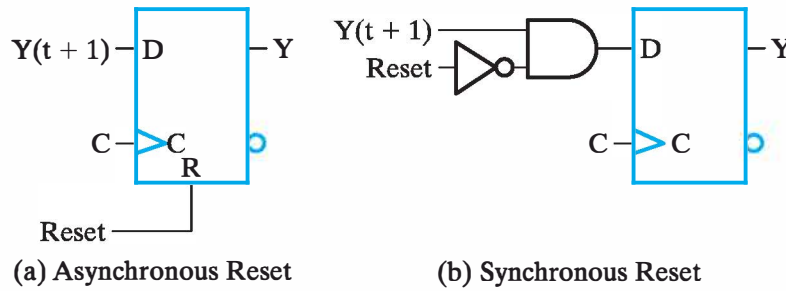 Y(t + 1) D Y
C C
R
Reset
(a) Asynchronous Reset
Y(t + 1)
Reset
D Y
C C
(b) Synchronous Reset